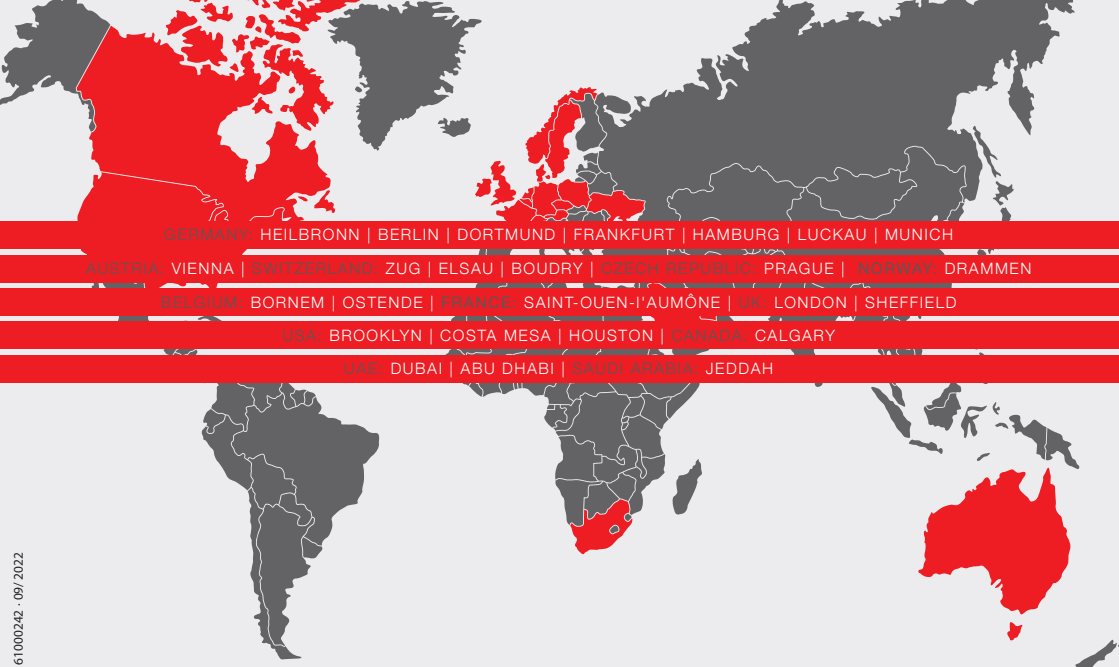 GERMANY: HEILBRONN | BERLIN | DORTMUND | FRANKFURT | HAMBURG | LUCKAU | MUNICH
AUSTRIA: VIENNA | SWITZERLAND: ZUG | ELSAU | BOUDRY | CZECH REPUBLIC: PRAGUE | NORWAY: DRAMMEN
BELGIUM: BORNEM | OSTENDE | FRANCE: SAINT-OUEN-l'AUMÔNE | UK: LONDON | SHEFFIELD
USA: BROOKLYN | COSTA MESA | HOUSTON | CANADA: CALGARY
UAE: DUBAI | ABU DHABI | SAUDI ARABIA: JEDDAH
61000242 · 09/2022